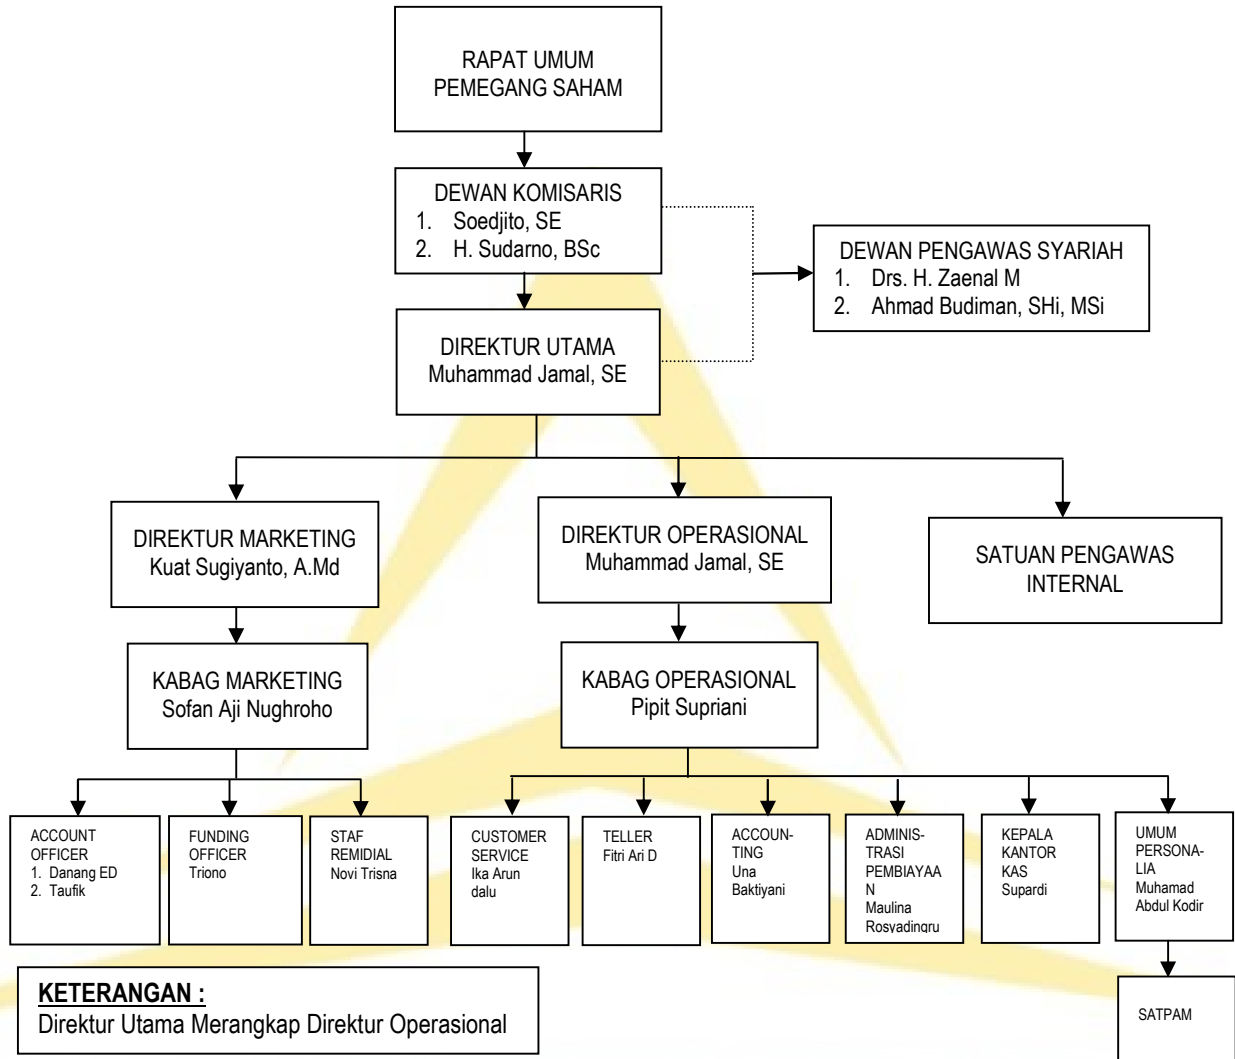 RAPAT UMUM
PEMEGANG SAHAM
DEWAN KOMISARIS
1. Soedjito, SE
2. H. Sudarno, BSc
DEWAN PENGAWAS SYARIAH
1. Drs. H. Zaenal M
2. Ahmad Budiman, SHi, MSi
DIREKTUR UTAMA
Muhammad Jamal, SE
DIREKTUR MARKETING
Kuat Sugiyanto, A.Md
DIREKTUR OPERASIONAL
Muhammad Jamal, SE
SATUAN PENGAWAS
INTERNAL
KABAG MARKETING
Sofan Aji Nughroho
KABAG OPERASIONAL
Pipit Supriani
ACCOUNT
OFFICER
1. Danang ED
2. Taufik
FUNDING
OFFICER
Triono
STAF
REMIDIAL
Novi Trisna
CUSTOMER
SERVICE
Ika Arun
dalu
TELLER
Fitri Ari D
ACCOUN-
TING
Una
Baktiyani
ADMINIS-
TRASI
PEMBIAYAA
N
Maulina
Rosyadingru
KEPALA
KANTOR
KAS
Supardi
UMUM
PERSONA-
LIA
Muhamad
Abdul Kodir
SATPAM
KETERANGAN :
Direktur Utama Merangkap Direktur Operasional